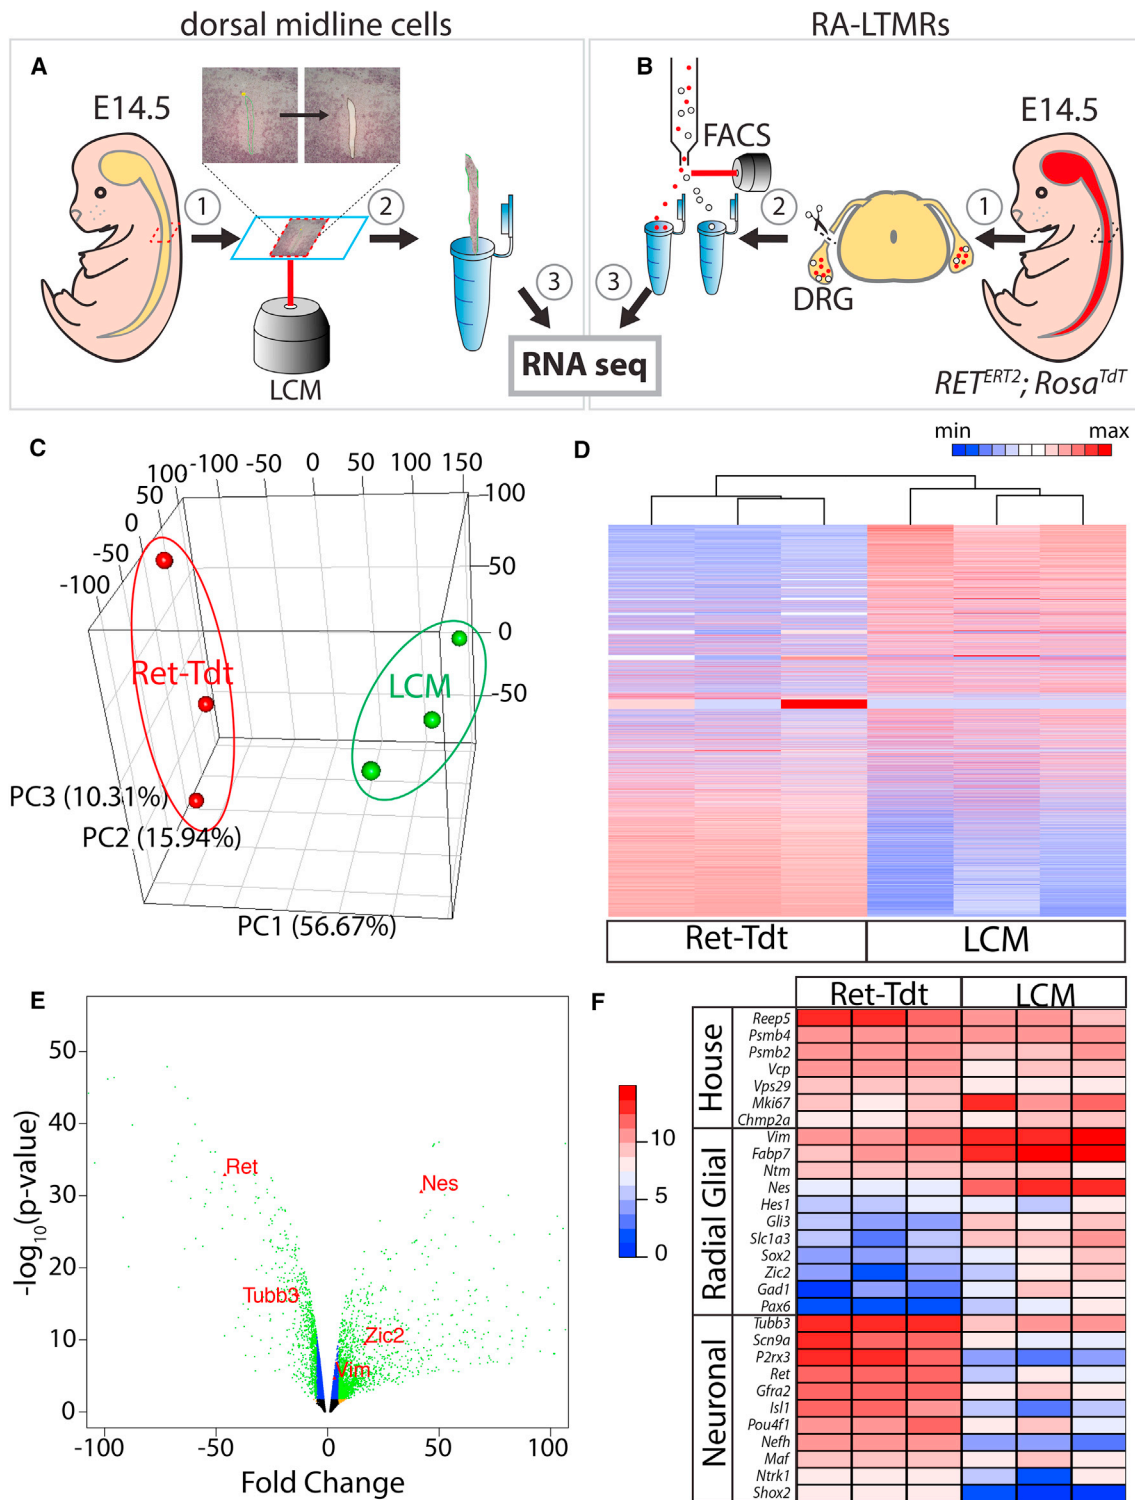 dorsal midline cells
RA-LTMRs
A
E14.5
1
2
3
LCM
B
FACS
E14.5
1
2
3
DRG
RET^ERT2; Rosa^TdT
RNA seq
C
100 -100 -50 0 50 100 150
50
0
-50
-100
100
50
0
-50
Ret-Tdt
LCM
PC3 (10.31%)
PC2 (15.94%)
PC1 (56.67%)
D
min max
Ret-Tdt LCM
E
50
40
30
20
10
0
-log10(p-value)
Ret
Nes
Tubb3
Zic2
Vim
-100 -50 0 50 100
Fold Change
F
Ret-Tdt LCM
10
5
0
House
Reep5
Psmb4
Psmb2
Vcp
Vps29
Mki67
Chmp2a
Radial Glial
Vim
Fabp7
Ntm
Nes
Hes1
Gli3
Slc1a3
Sox2
Zic2
Gad1
Pax6
Neuronal
Tubb3
Scn9a
P2rx3
Ret
Gfra2
Isl1
Pou4f1
Nefh
Maf
Ntrk1
Shox2